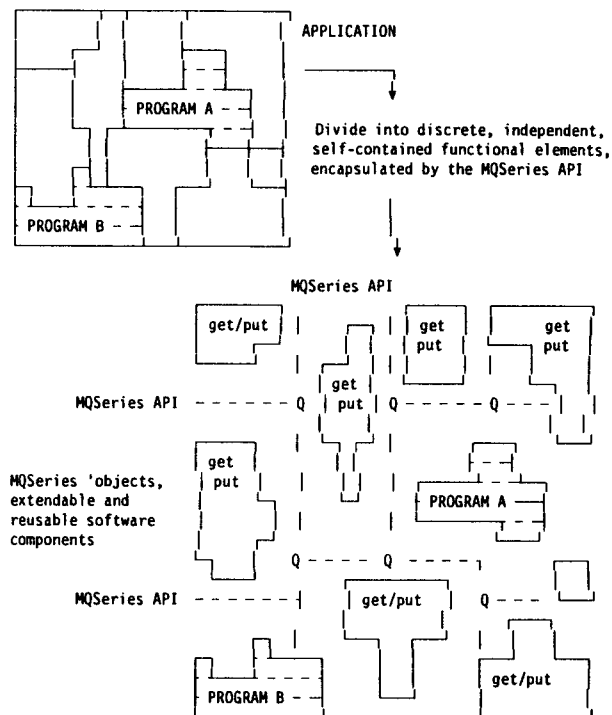 APPLICATION
PROGRAM A
Divide into discrete, independent,
self-contained functional elements,
encapsulated by the MQSeries API
PROGRAM B
MQSeries API
get/put
get
put
get
put
get
put
MQSeries API
Q
Q
Q
get
put
MQSeries 'objects,
extendable and
reusable software
components
PROGRAM A
Q
Q
MQSeries API
get/put
Q
PROGRAM B
get/put